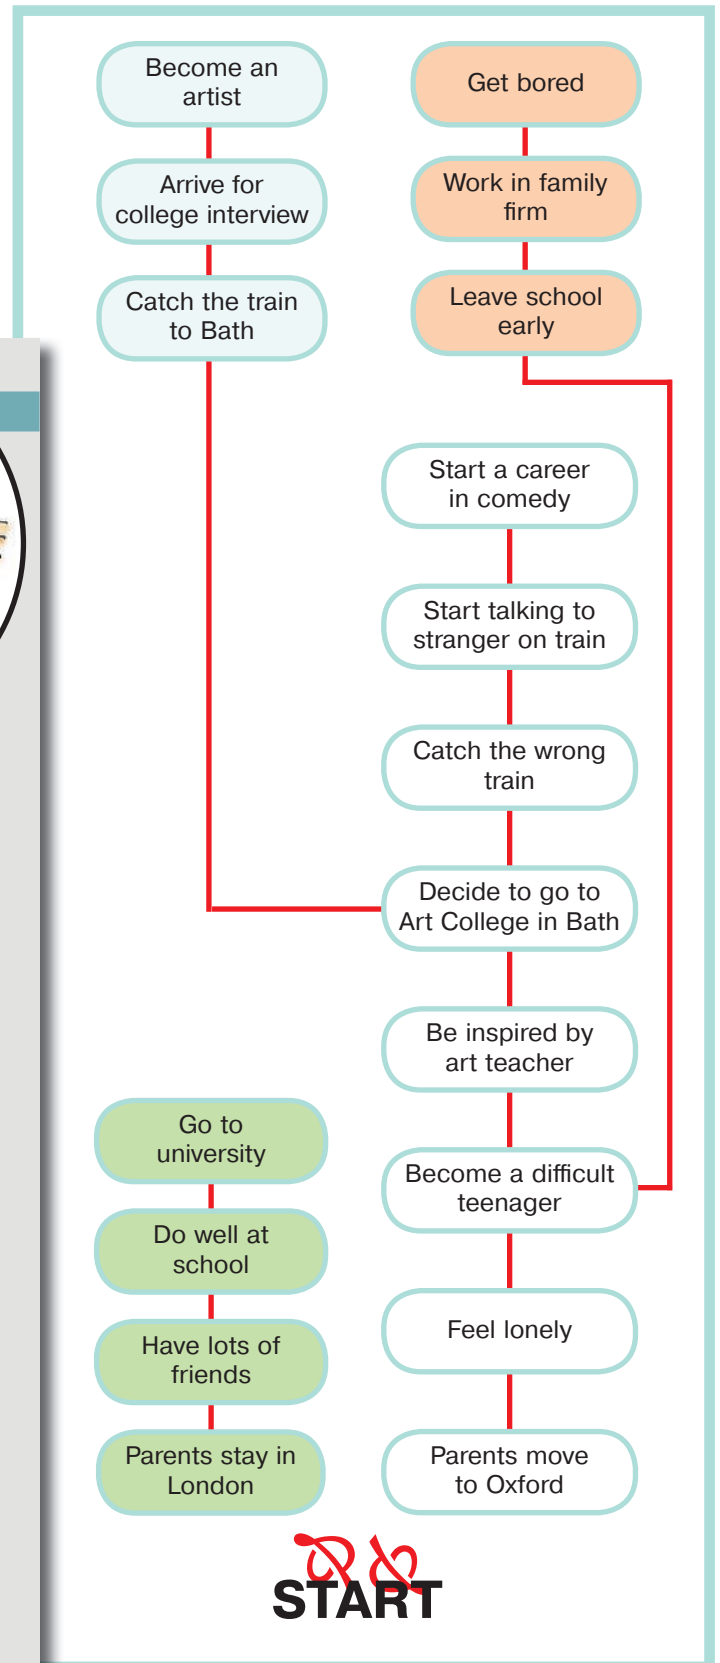 Become an
artist
Get bored
Arrive for
college interview
Work in family
firm
Catch the train
to Bath
Leave school
early
Start a career
in comedy
Start talking to
stranger on train
Catch the wrong
train
Decide to go to
Art College in Bath
Be inspired by
art teacher
Go to
university
Become a difficult
teenager
Do well at
school
Have lots of
friends
Feel lonely
Parents stay in
London
Parents move
to Oxford
START